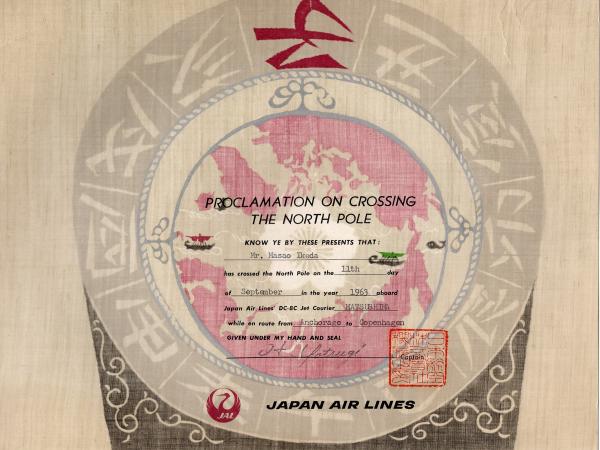 PROCLAMATION ON CROSSING
THE NORTH POLE
KNOW YE BY THESE PRESENTS THAT:
Mr. Masao Ikeda
has crossed the North Pole on the 11th day
of September in the year 1963 aboard
Japan Air Lines' DC-8C Jet Courier MATSUSHIMA
while en route from Anchorage to Copenhagen
GIVEN UNDER MY HAND AND SEAL
Captain
JAL
JAPAN AIR LINES